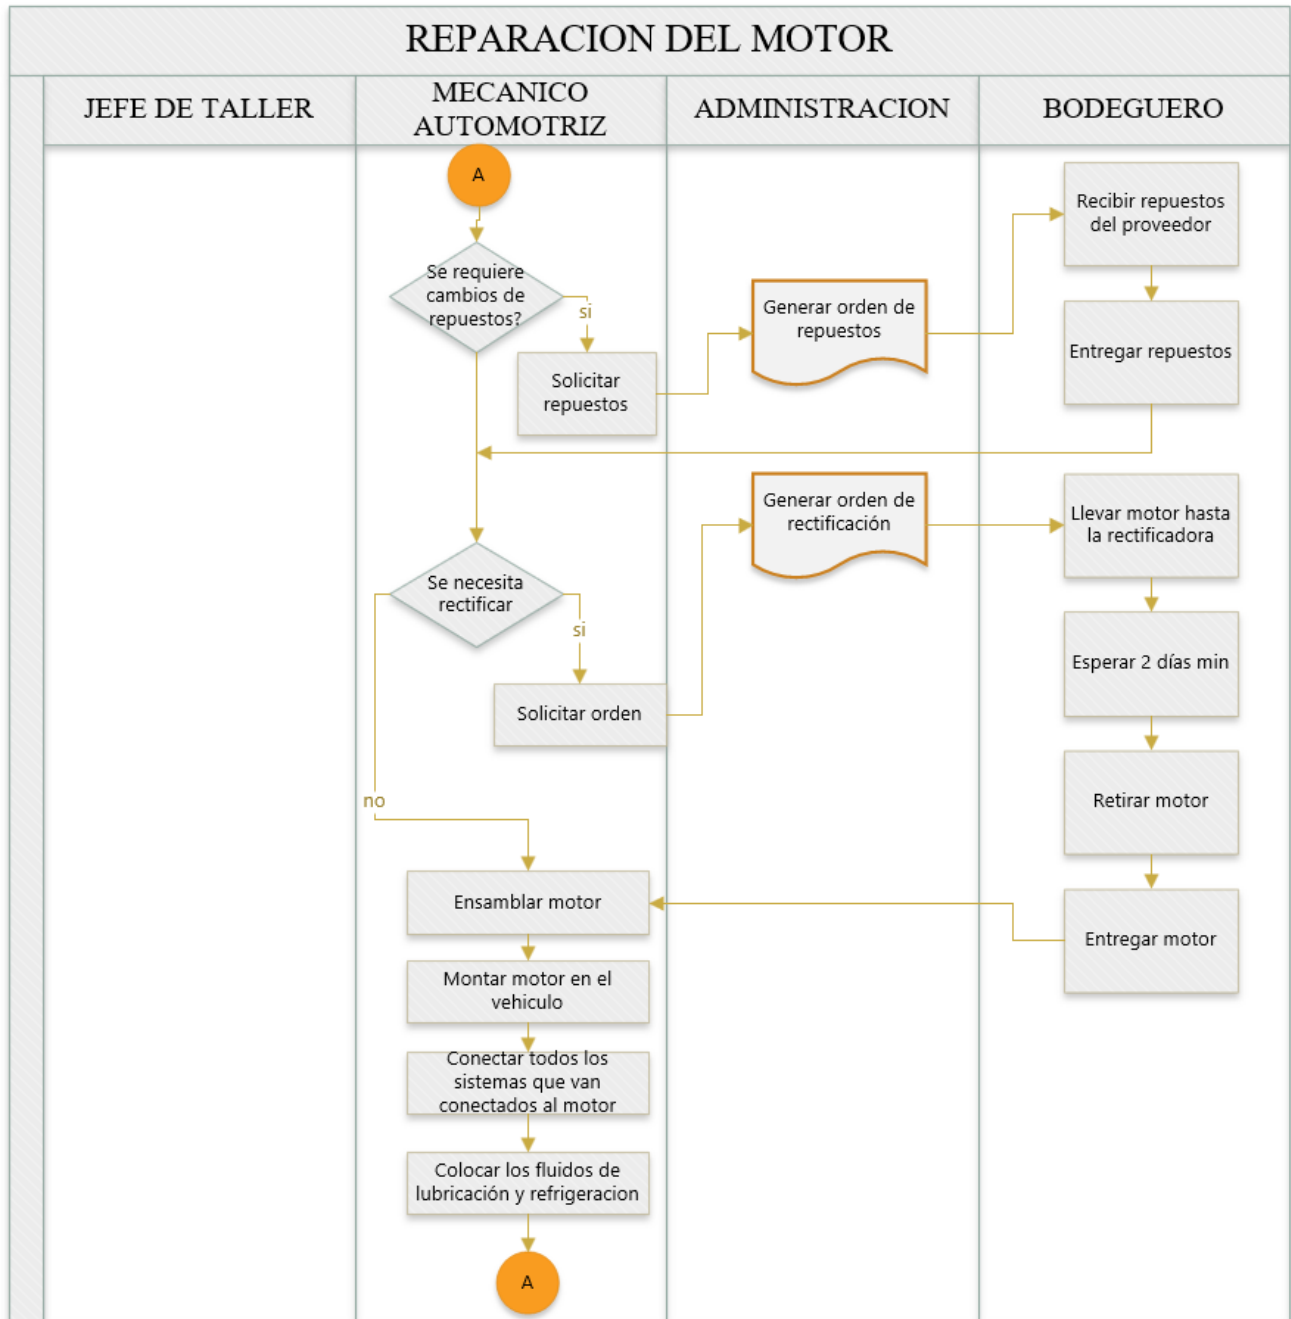 REPARACION DEL MOTOR
JEFE DE TALLER
MECANICO
AUTOMOTRIZ
ADMINISTRACION
BODEGUERO
A
Se requiere
cambios de
repuestos?
si
Solicitar
repuestos
Generar orden de
repuestos
Recibir repuestos
del proveedor
Entregar repuestos
Se necesita
rectificar
si
no
Solicitar orden
Generar orden de
rectificación
Llevar motor hasta
la rectificadora
Esperar 2 días min
Retirar motor
Entregar motor
Ensamblar motor
Montar motor en el
vehiculo
Conectar todos los
sistemas que van
conectados al motor
Colocar los fluidos de
lubricación y refrigeracion
A